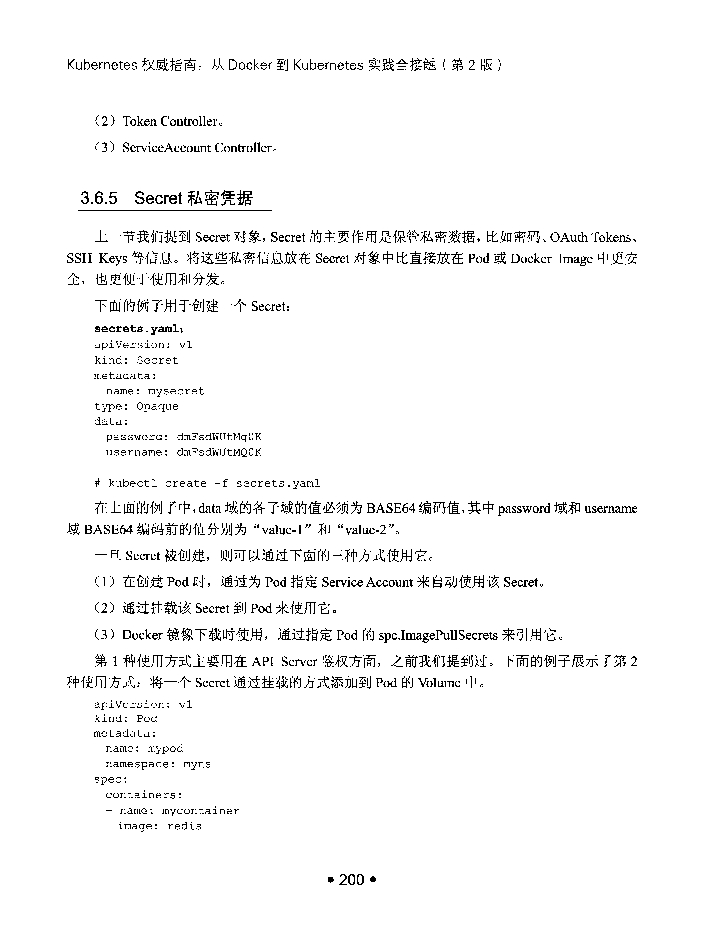 Kubernetes 权威指南：从 Docker 到 Kubernetes 实践全接触（第 2 版）
（2）Token Controller。
（3）ServiceAccount Controller。
3.6.5 Secret 私密凭据
上一节我们提到 Secret 对象，Secret 的主要作用是保管私密数据，比如密码、OAuth Tokens、
SSH Keys 等信息。将这些私密信息放在 Secret 对象中比直接放在 Pod 或 Docker Image 中更安
全，也更便于使用和分发。
下面的例子用于创建一个 Secret：
secrets.yaml：
apiVersion: v1
kind: Secret
metadata:
  name: mysecret
type: Opaque
data:
  password: dmFsdWUtMg0K
  username: dmFsdWUtMQ0K
# kubectl create -f secrets.yaml
在上面的例子中，data 域的各子域的值必须为 BASE64 编码值，其中 password 域和 username
域 BASE64 编码前的值分别为“value-1”和“value-2”。
一旦 Secret 被创建，则可以通过下面的三种方式使用它。
（1）在创建 Pod 时，通过为 Pod 指定 Service Account 来自动使用该 Secret。
（2）通过挂载该 Secret 到 Pod 来使用它。
（3）Docker 镜像下载时使用，通过指定 Pod 的 spc.ImagePullSecrets 来引用它。
第 1 种使用方式主要用在 API Server 鉴权方面，之前我们提到过。下面的例子展示了第 2
种使用方式：将一个 Secret 通过挂载的方式添加到 Pod 的 Volume 中。
apiVersion: v1
kind: Pod
metadata:
  name: mypod
  namespace: myns
spec:
  containers:
  - name: mycontainer
    image: redis
• 200 •